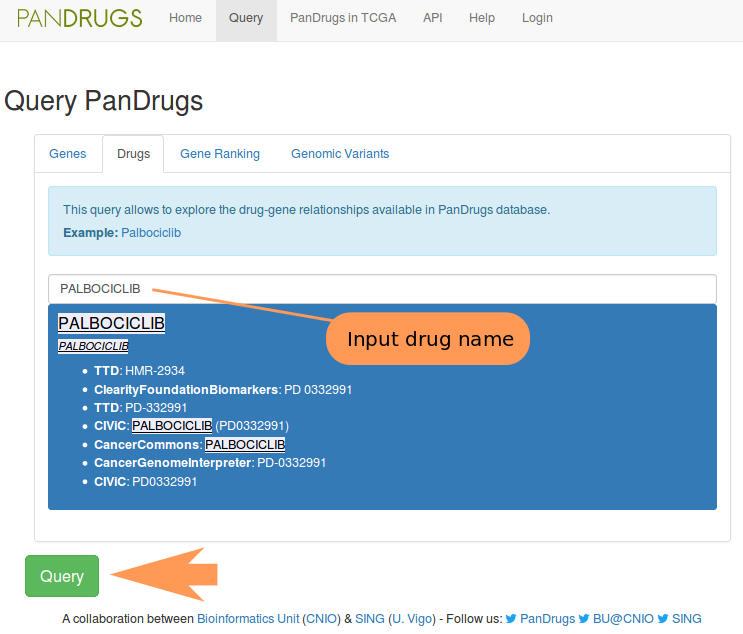 PANDRUGS Home Query PanDrugs in TCGA API Help Login
Query PanDrugs
Genes Drugs Gene Ranking Genomic Variants
This query allows to explore the drug-gene relationships available in PanDrugs database.
Example: Palbociclib
PALBOCICLIB
PALBOCICLIB
Input drug name
PALBOCICLIB
TTD: HMR-2934
ClearityFoundationBiomarkers: PD 0332991
TTD: PD-332991
CIViC: PALBOCICLIB (PD0332991)
CancerCommons: PALBOCICLIB
CancerGenomeInterpreter: PD-0332991
CIViC: PD0332991
Query
A collaboration between Bioinformatics Unit (CNIO) & SING (U. Vigo) - Follow us: PanDrugs BU@CNIO SING